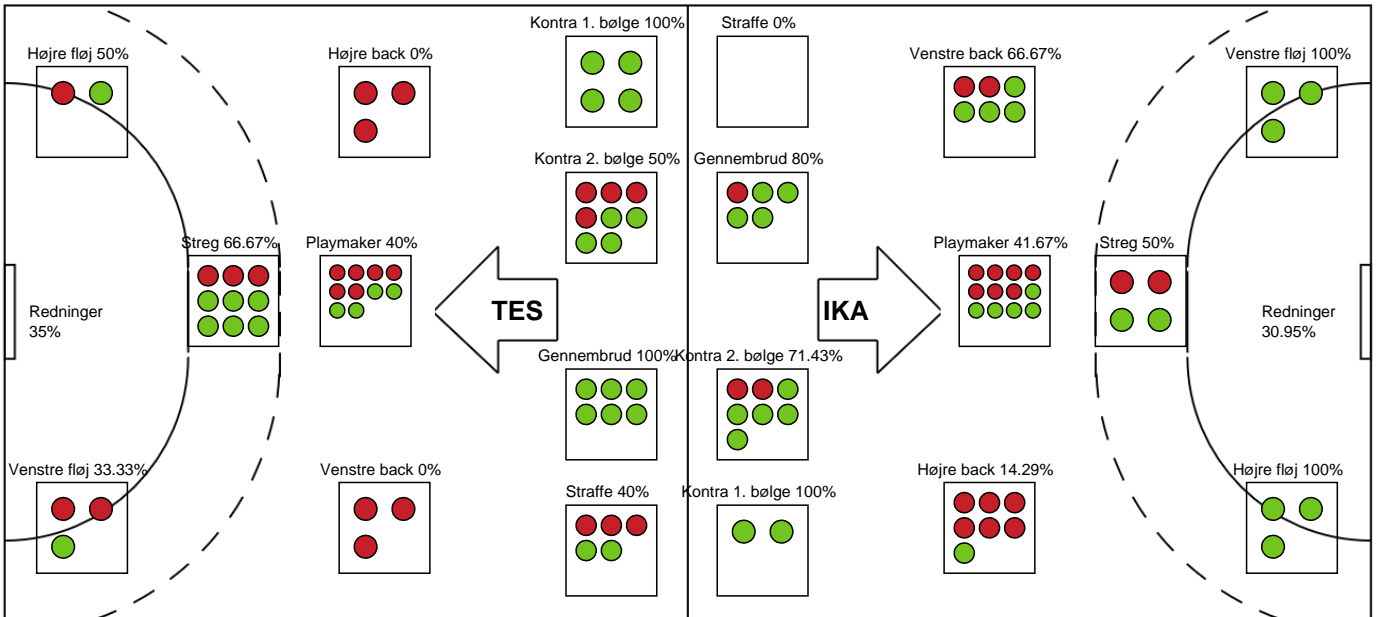 Kontra 1. bølge 100%
Straffe 0%
Højre fløj 50%
Højre back 0%
Venstre back 66.67%
Venstre fløj 100%
Kontra 2. bølge 50%
Gennembrud 80%
Streg 66.67%
Playmaker 40%
Playmaker 41.67%
Streg 50%
Redninger
35%
TES
IKA
Redninger
30.95%
Gennembrud 100%
Kontra 2. bølge 71.43%
Venstre fløj 33.33%
Venstre back 0%
Højre back 14.29%
Højre fløj 100%
Straffe 40%
Kontra 1. bølge 100%